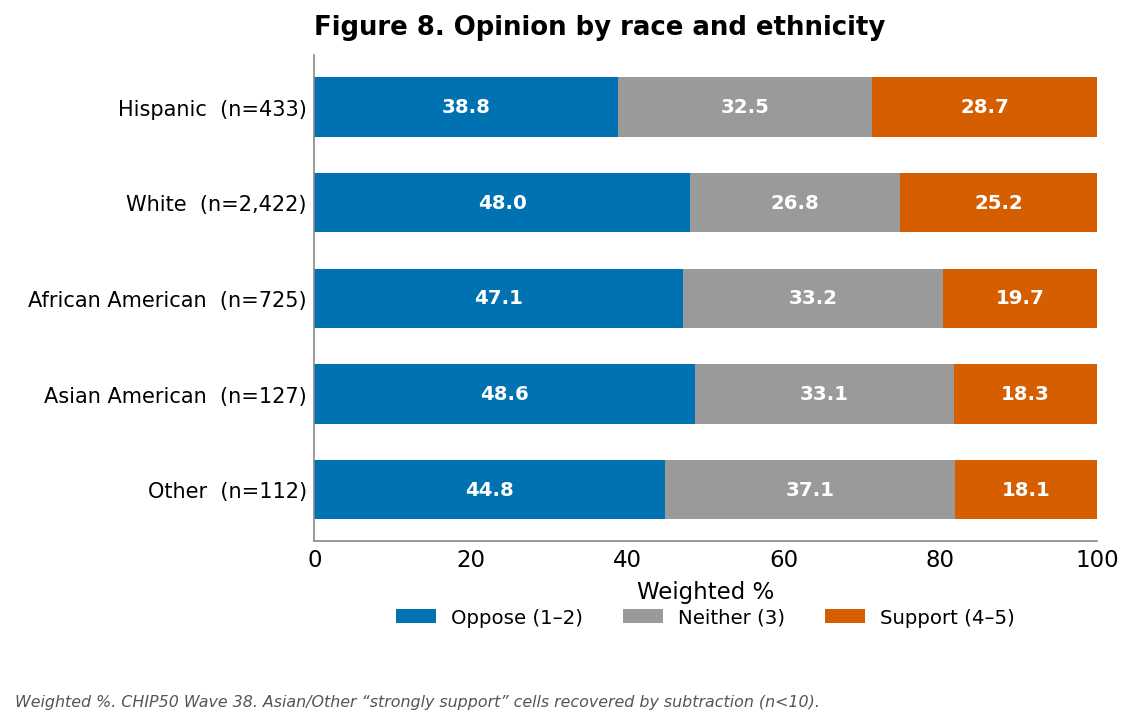 Figure 8. Opinion by race and ethnicity
Hispanic (n=433) 38.8 32.5 28.7
White (n=2,422) 48.0 26.8 25.2
African American (n=725) 47.1 33.2 19.7
Asian American (n=127) 48.6 33.1 18.3
Other (n=112) 44.8 37.1 18.1
0 20 40 60 80 100
Weighted %
Oppose (1–2) Neither (3) Support (4–5)
Weighted %. CHIP50 Wave 38. Asian/Other “strongly support” cells recovered by subtraction (n<10).